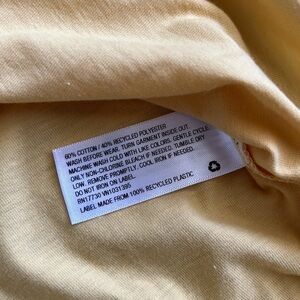 60% COTTON / 40% RECYCLED POLYESTER
WASH BEFORE WEAR. TURN GARMENT INSIDE OUT.
MACHINE WASH COLD WITH LIKE COLORS. GENTLE CYCLE.
ONLY NON-CHLORINE BLEACH IF NEEDED. TUMBLE DRY
LOW. REMOVE PROMPTLY, COOL IRON IF NEEDED.
DO NOT IRON ON LABEL.
RN17730 VN1031395
LABEL MADE FROM 100% RECYCLED PLASTIC